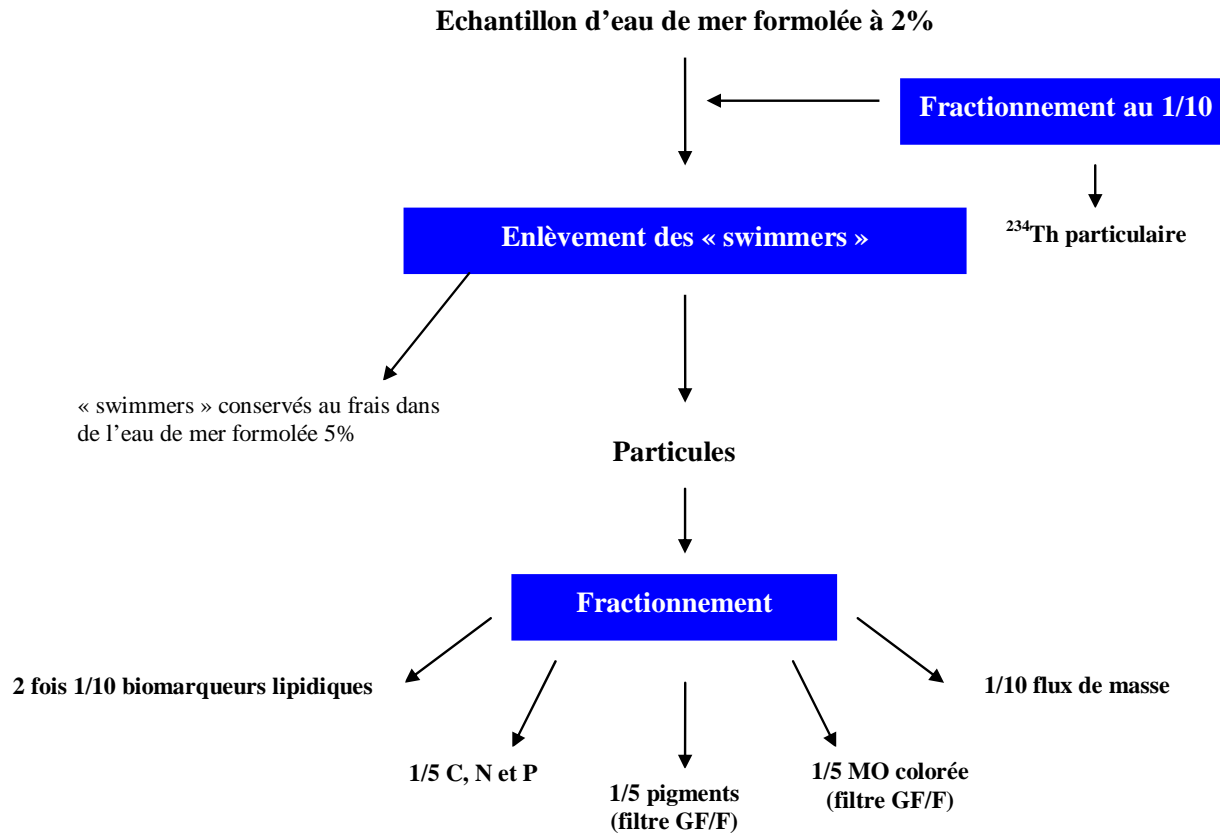 Echantillon d'eau de mer formolée à 2%
Fractionnement au 1/10
Enlèvement des « swimmers »
²³⁴Th particulaire
« swimmers » conservés au frais dans
de l'eau de mer formolée 5%
Particules
Fractionnement
2 fois 1/10 biomarqueurs lipidiques
1/10 flux de masse
1/5 C, N et P
1/5 pigments
(filtre GF/F)
1/5 MO colorée
(filtre GF/F)